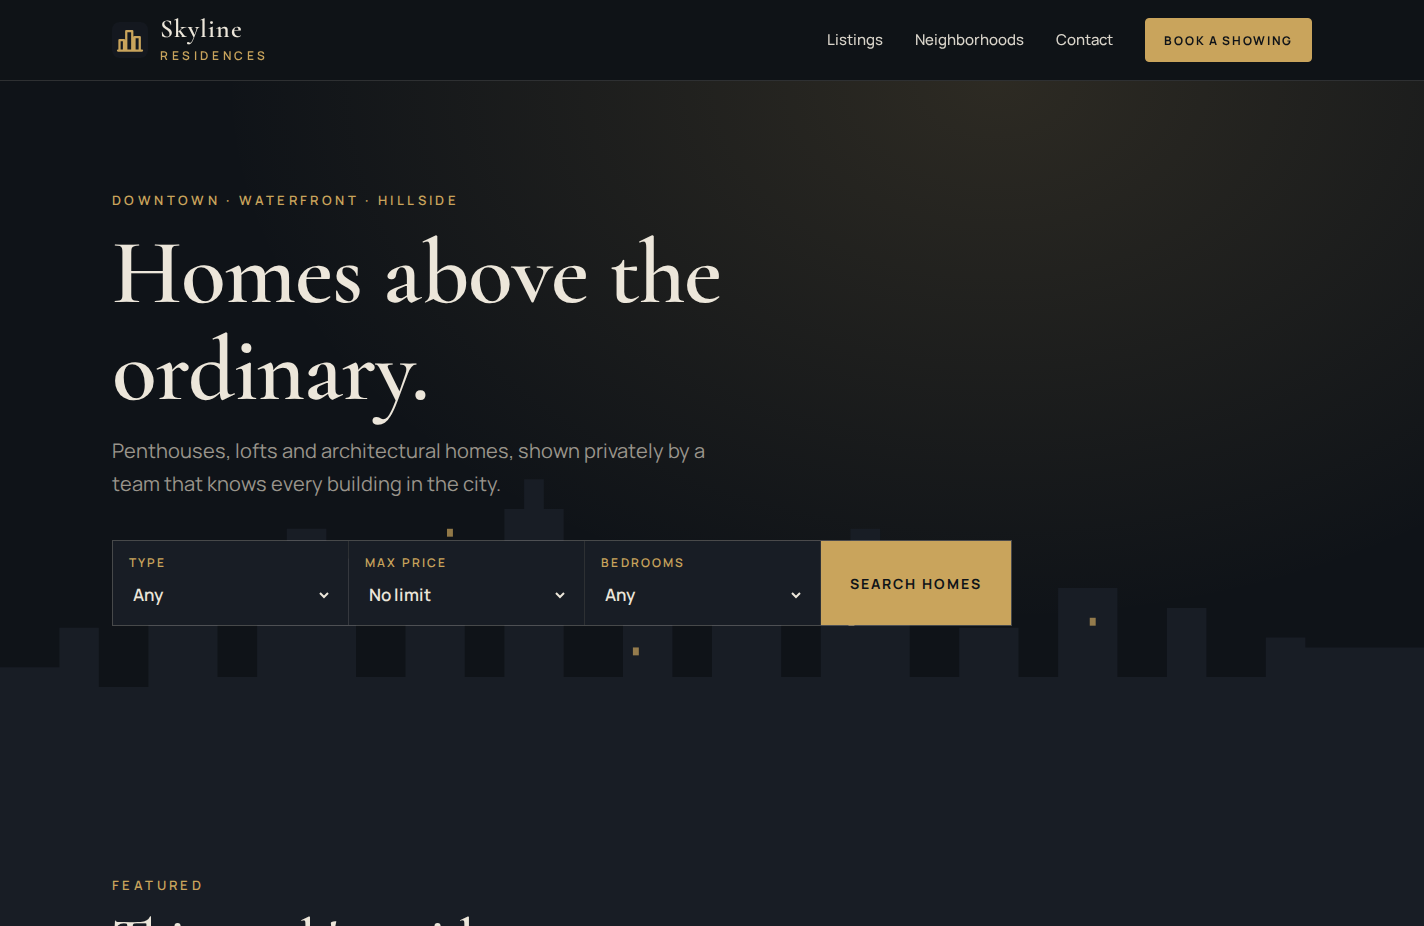 Skyline
RESIDENCES
Listings
Neighborhoods
Contact
BOOK A SHOWING
DOWNTOWN · WATERFRONT · HILLSIDE
Homes above the
ordinary.
Penthouses, lofts and architectural homes, shown privately by a
team that knows every building in the city.
TYPE
Any
MAX PRICE
No limit
BEDROOMS
Any
SEARCH HOMES
FEATURED